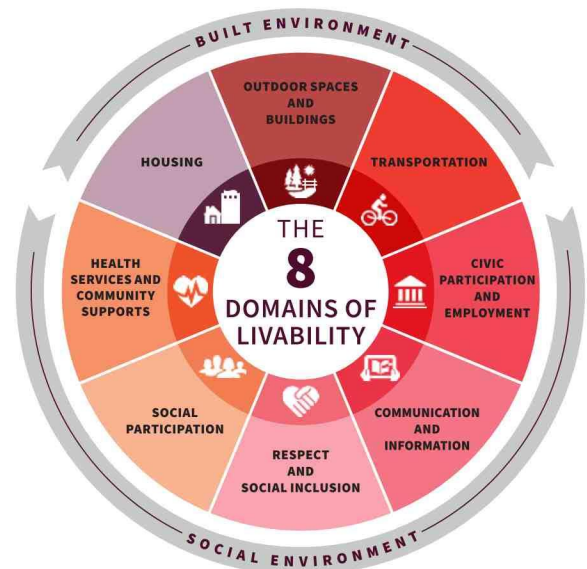 BUILT ENVIRONMENT
OUTDOOR SPACES
AND
BUILDINGS
TRANSPORTATION
CIVIC
PARTICIPATION
AND
EMPLOYMENT
COMMUNICATION
AND
INFORMATION
RESPECT
AND
SOCIAL INCLUSION
SOCIAL
PARTICIPATION
HEALTH
SERVICES AND
COMMUNITY
SUPPORTS
HOUSING
THE
8
DOMAINS OF
LIVABILITY
SOCIAL ENVIRONMENT